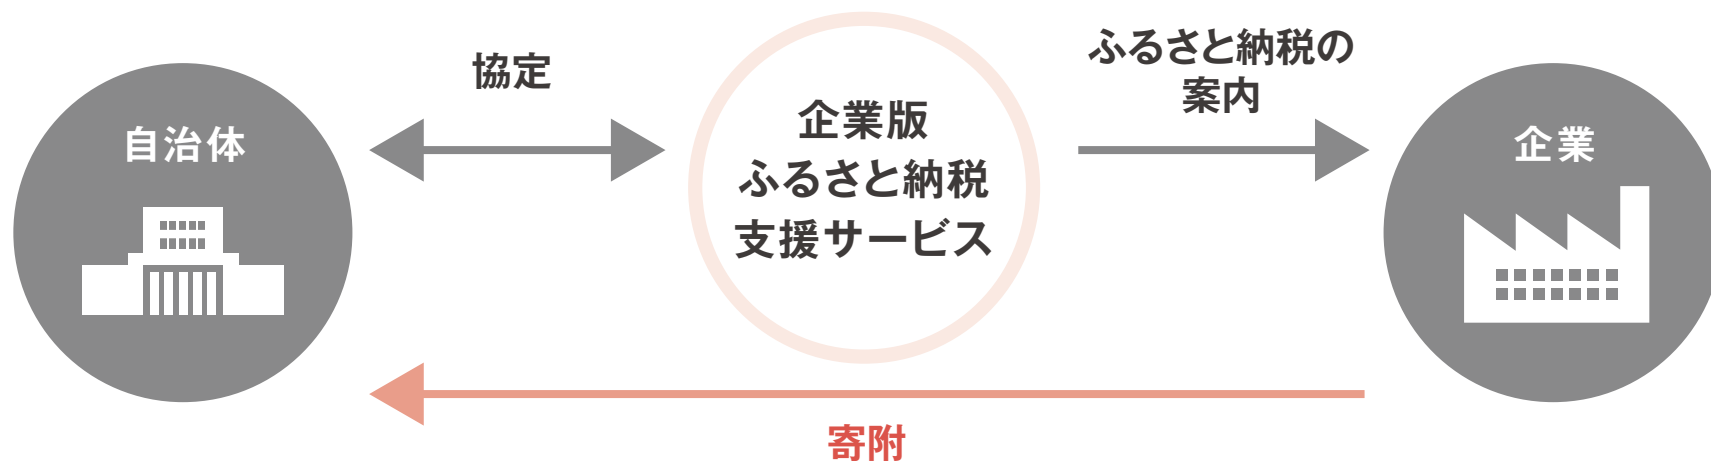 自治体
協定
企業版
ふるさと納税
支援サービス
ふるさと納税の
案内
企業
寄附